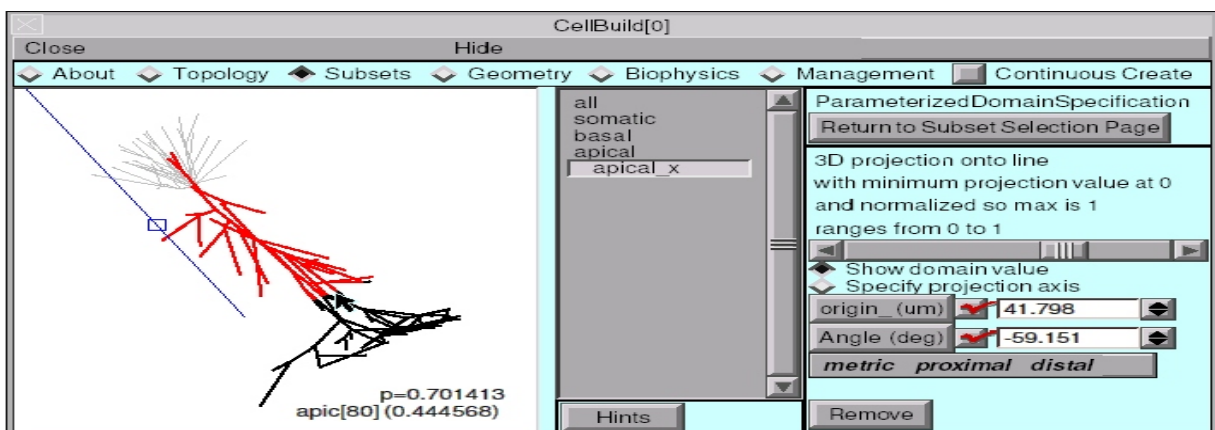 CellBuild[0]
Close Hide
About Topology Subsets Geometry Biophysics Management Continuous Create
all
somatic
basal
apical
apical_x
Hints
p=0.701413
apic[80] (0.444568)
ParameterizedDomainSpecification
Return to Subset Selection Page
3D projection onto line
with minimum projection value at 0
and normalized so max is 1
ranges from 0 to 1
Show domain value
Specify projection axis
origin_ (um) 41.798
Angle (deg) -59.151
metric proximal distal
Remove